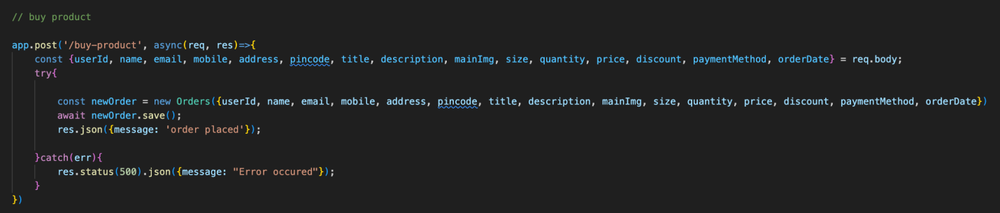 // buy product
app.post('/buy-product', async(req, res)=>{
const {userId, name, email, mobile, address, pincode, title, description, mainImg, size, quantity, price, discount, paymentMethod, orderDate} = req.body;
try{
const newOrder = new Orders({userId, name, email, mobile, address, pincode, title, description, mainImg, size, quantity, price, discount, paymentMethod, orderDate})
await newOrder.save();
res.json({message: 'order placed'});
}catch(err){
res.status(500).json({message: "Error occured"});
}
})